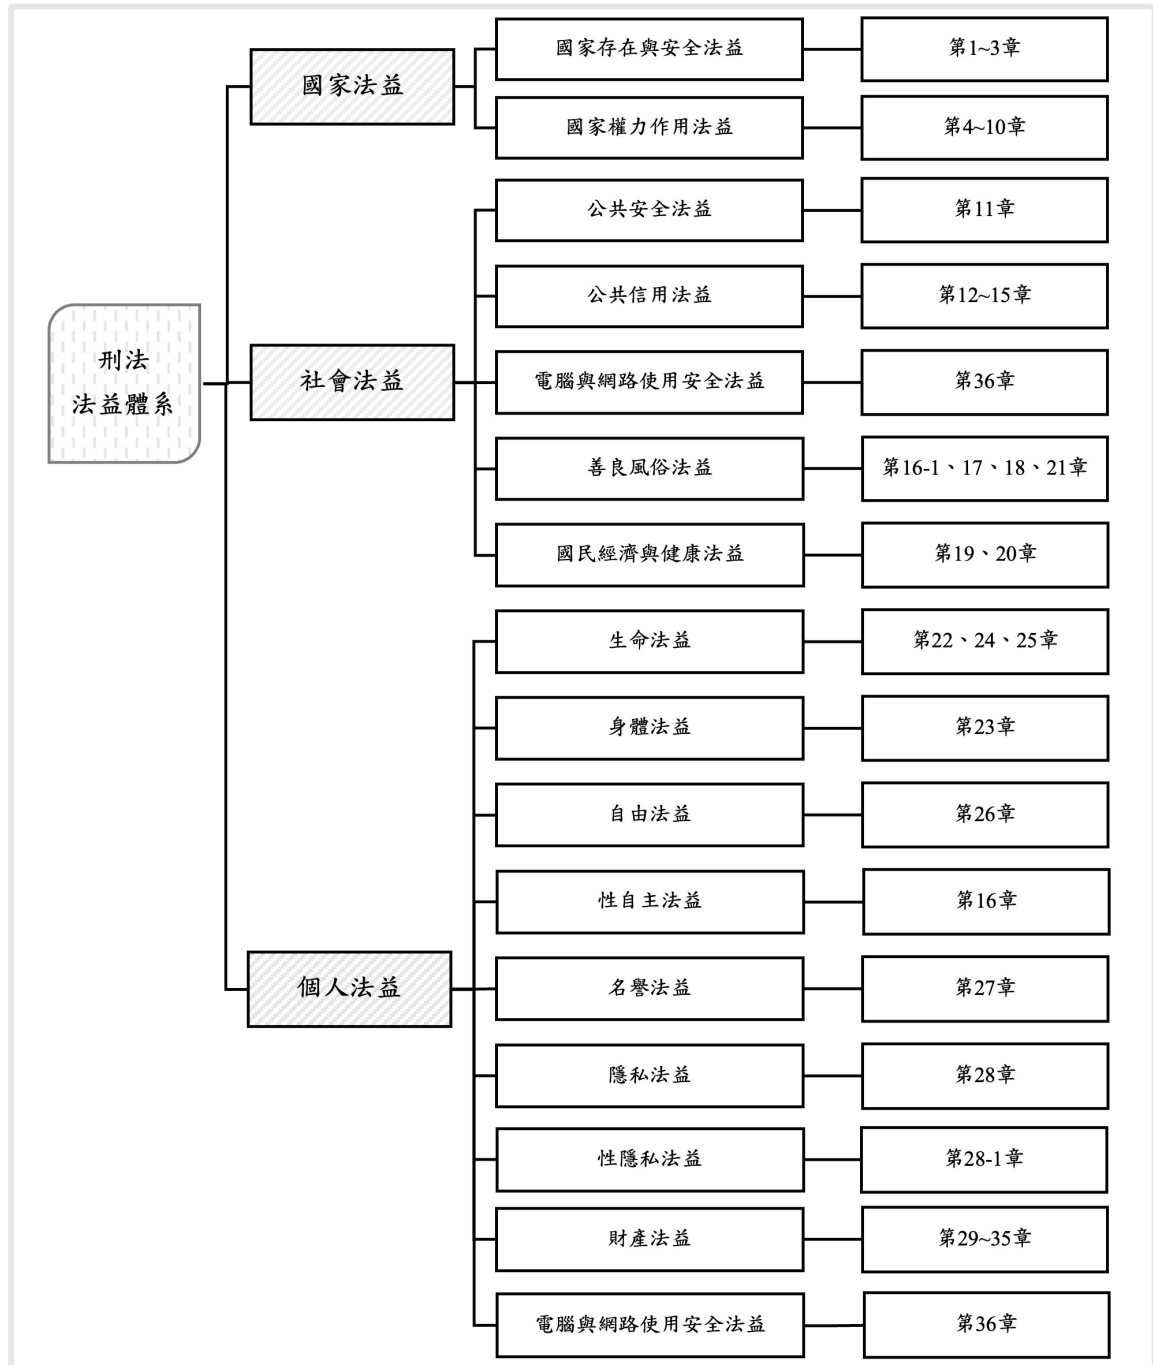 刑法
法益體系
國家法益
國家存在與安全法益
第1~3章
國家權力作用法益
第4~10章
社會法益
公共安全法益
第11章
公共信用法益
第12~15章
電腦與網路使用安全法益
第36章
善良風俗法益
第16-1、17、18、21章
國民經濟與健康法益
第19、20章
個人法益
生命法益
第22、24、25章
身體法益
第23章
自由法益
第26章
性自主法益
第16章
名譽法益
第27章
隱私法益
第28章
性隱私法益
第28-1章
財產法益
第29~35章
電腦與網路使用安全法益
第36章